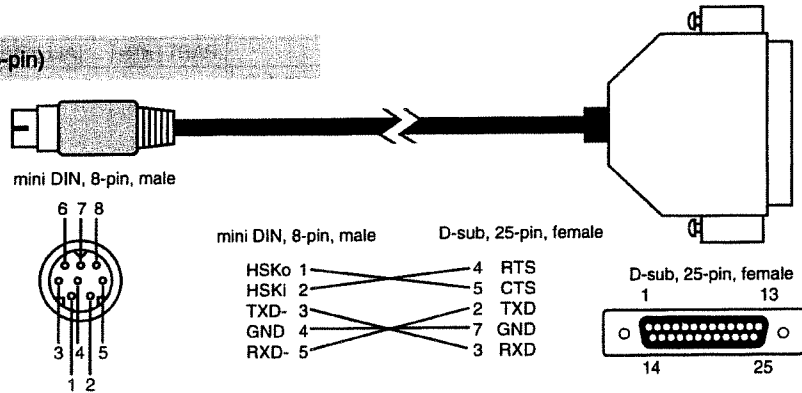 -pin)
mini DIN, 8-pin, male
6 7 8
3 4 5
1 2
mini DIN, 8-pin, male D-sub, 25-pin, female
HSKo 1 4 RTS
HSKi 2 5 CTS
TXD- 3 2 TXD
GND 4 7 GND
RXD- 5 3 RXD
D-sub, 25-pin, female
1 13
14 25